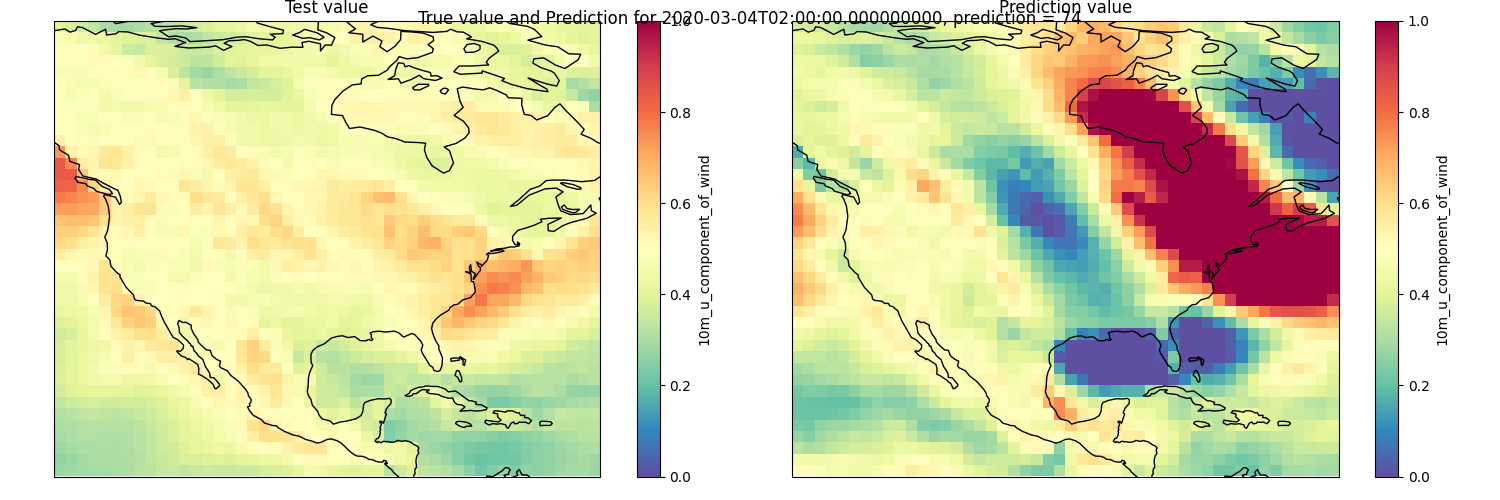 Test value
Prediction value
True value and Prediction for 2020-03-04T02:00:00.000000000, prediction = 74
1.0
0.8
0.6
0.4
0.2
0.0
10m_u_component_of_wind
1.0
0.8
0.6
0.4
0.2
0.0
10m_u_component_of_wind